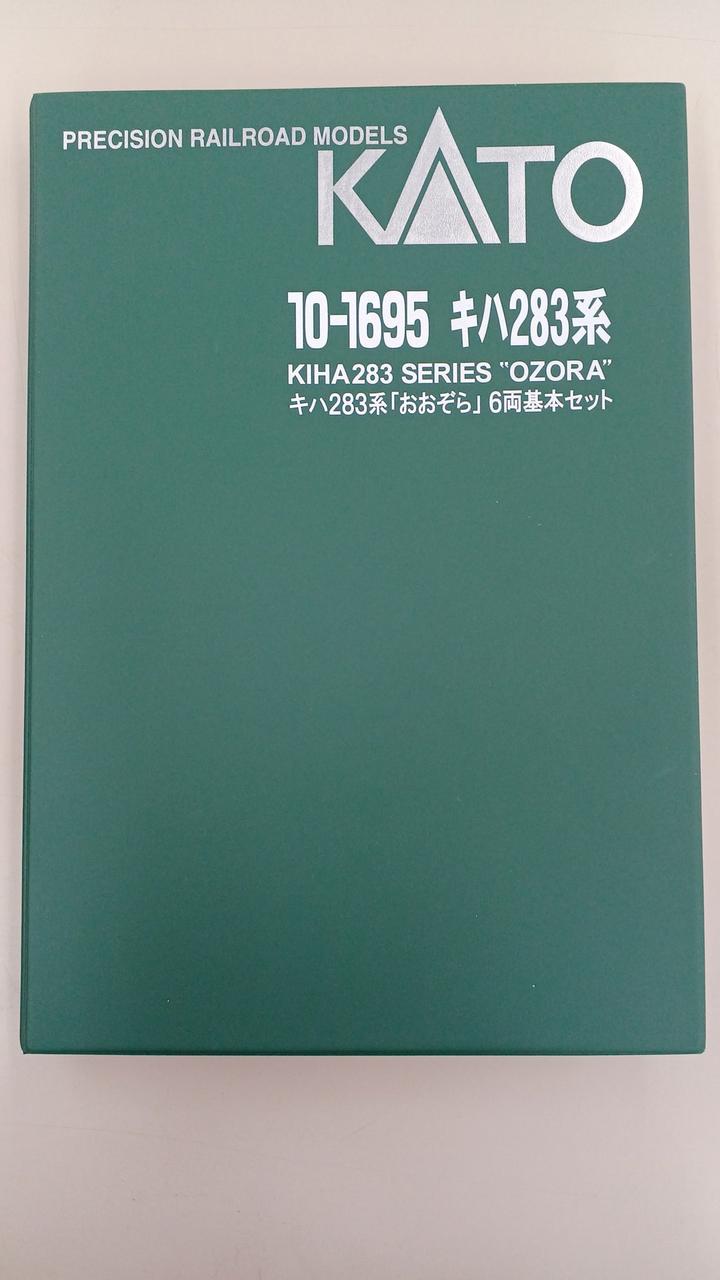 PRECISION RAILROAD MODELS
KATO
10-1695 キハ283系
KIHA283 SERIES “OZORA”
キハ283系「おおぞら」6両基本セット